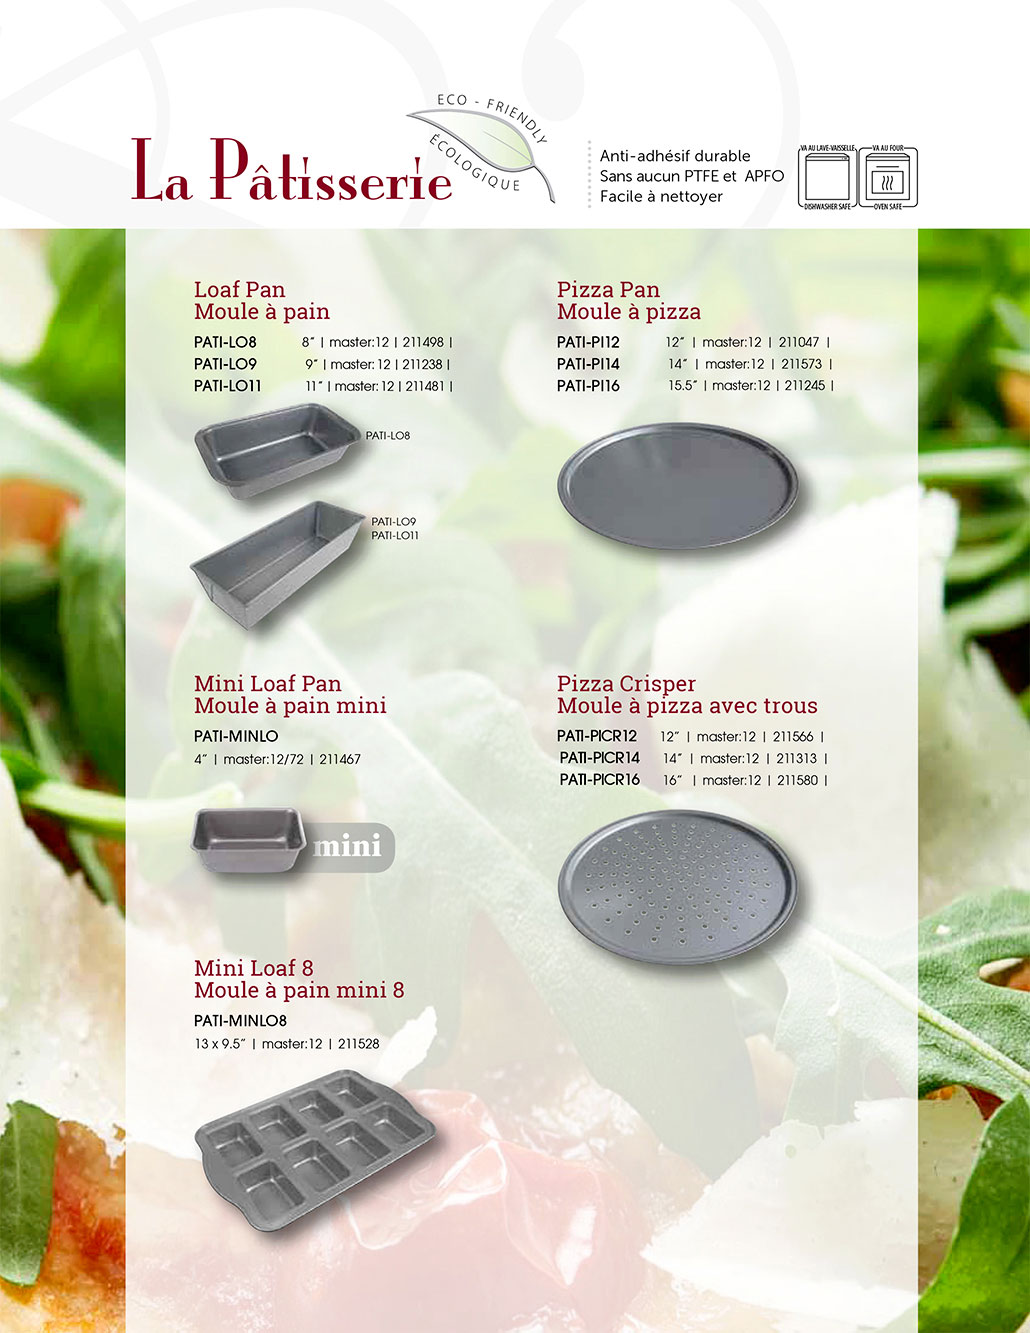 ECO - FRIENDLY
ÉCOLOGIQUE
La Pâtisserie
Anti-adhésif durable
Sans aucun PTFE et APFO
Facile à nettoyer
VA AU LAVE-VAISSELLE
DISHWASHER SAFE
VA AU FOUR
OVEN SAFE
Loaf Pan
Moule à pain
PATI-LO8 8” | master:12 | 211498 |
PATI-LO9 9” | master:12 | 211238 |
PATI-LO11 11” | master:12 | 211481 |
PATI-LO8
PATI-LO9
PATI-LO11
Mini Loaf Pan
Moule à pain mini
PATI-MINLO
4” | master:12/72 | 211467
mini
Mini Loaf 8
Moule à pain mini 8
PATI-MINLO8
13 x 9.5” | master:12 | 211528
Pizza Pan
Moule à pizza
PATI-PI12 12” | master:12 | 211047 |
PATI-PI14 14” | master:12 | 211573 |
PATI-PI16 15.5” | master:12 | 211245 |
Pizza Crisper
Moule à pizza avec trous
PATI-PICR12 12” | master:12 | 211566 |
PATI-PICR14 14” | master:12 | 211313 |
PATI-PICR16 16” | master:12 | 211580 |